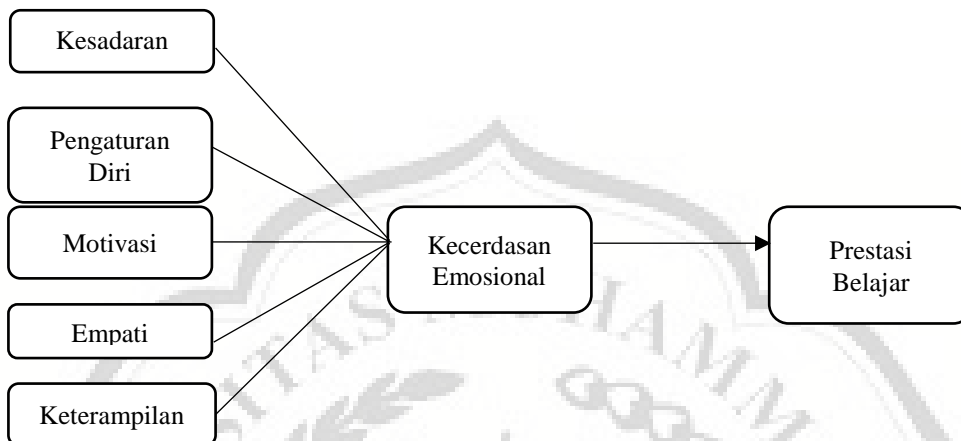 Kesadaran
Pengaturan
Diri
Motivasi
Empati
Keterampilan
Kecerdasan
Emosional
Prestasi
Belajar